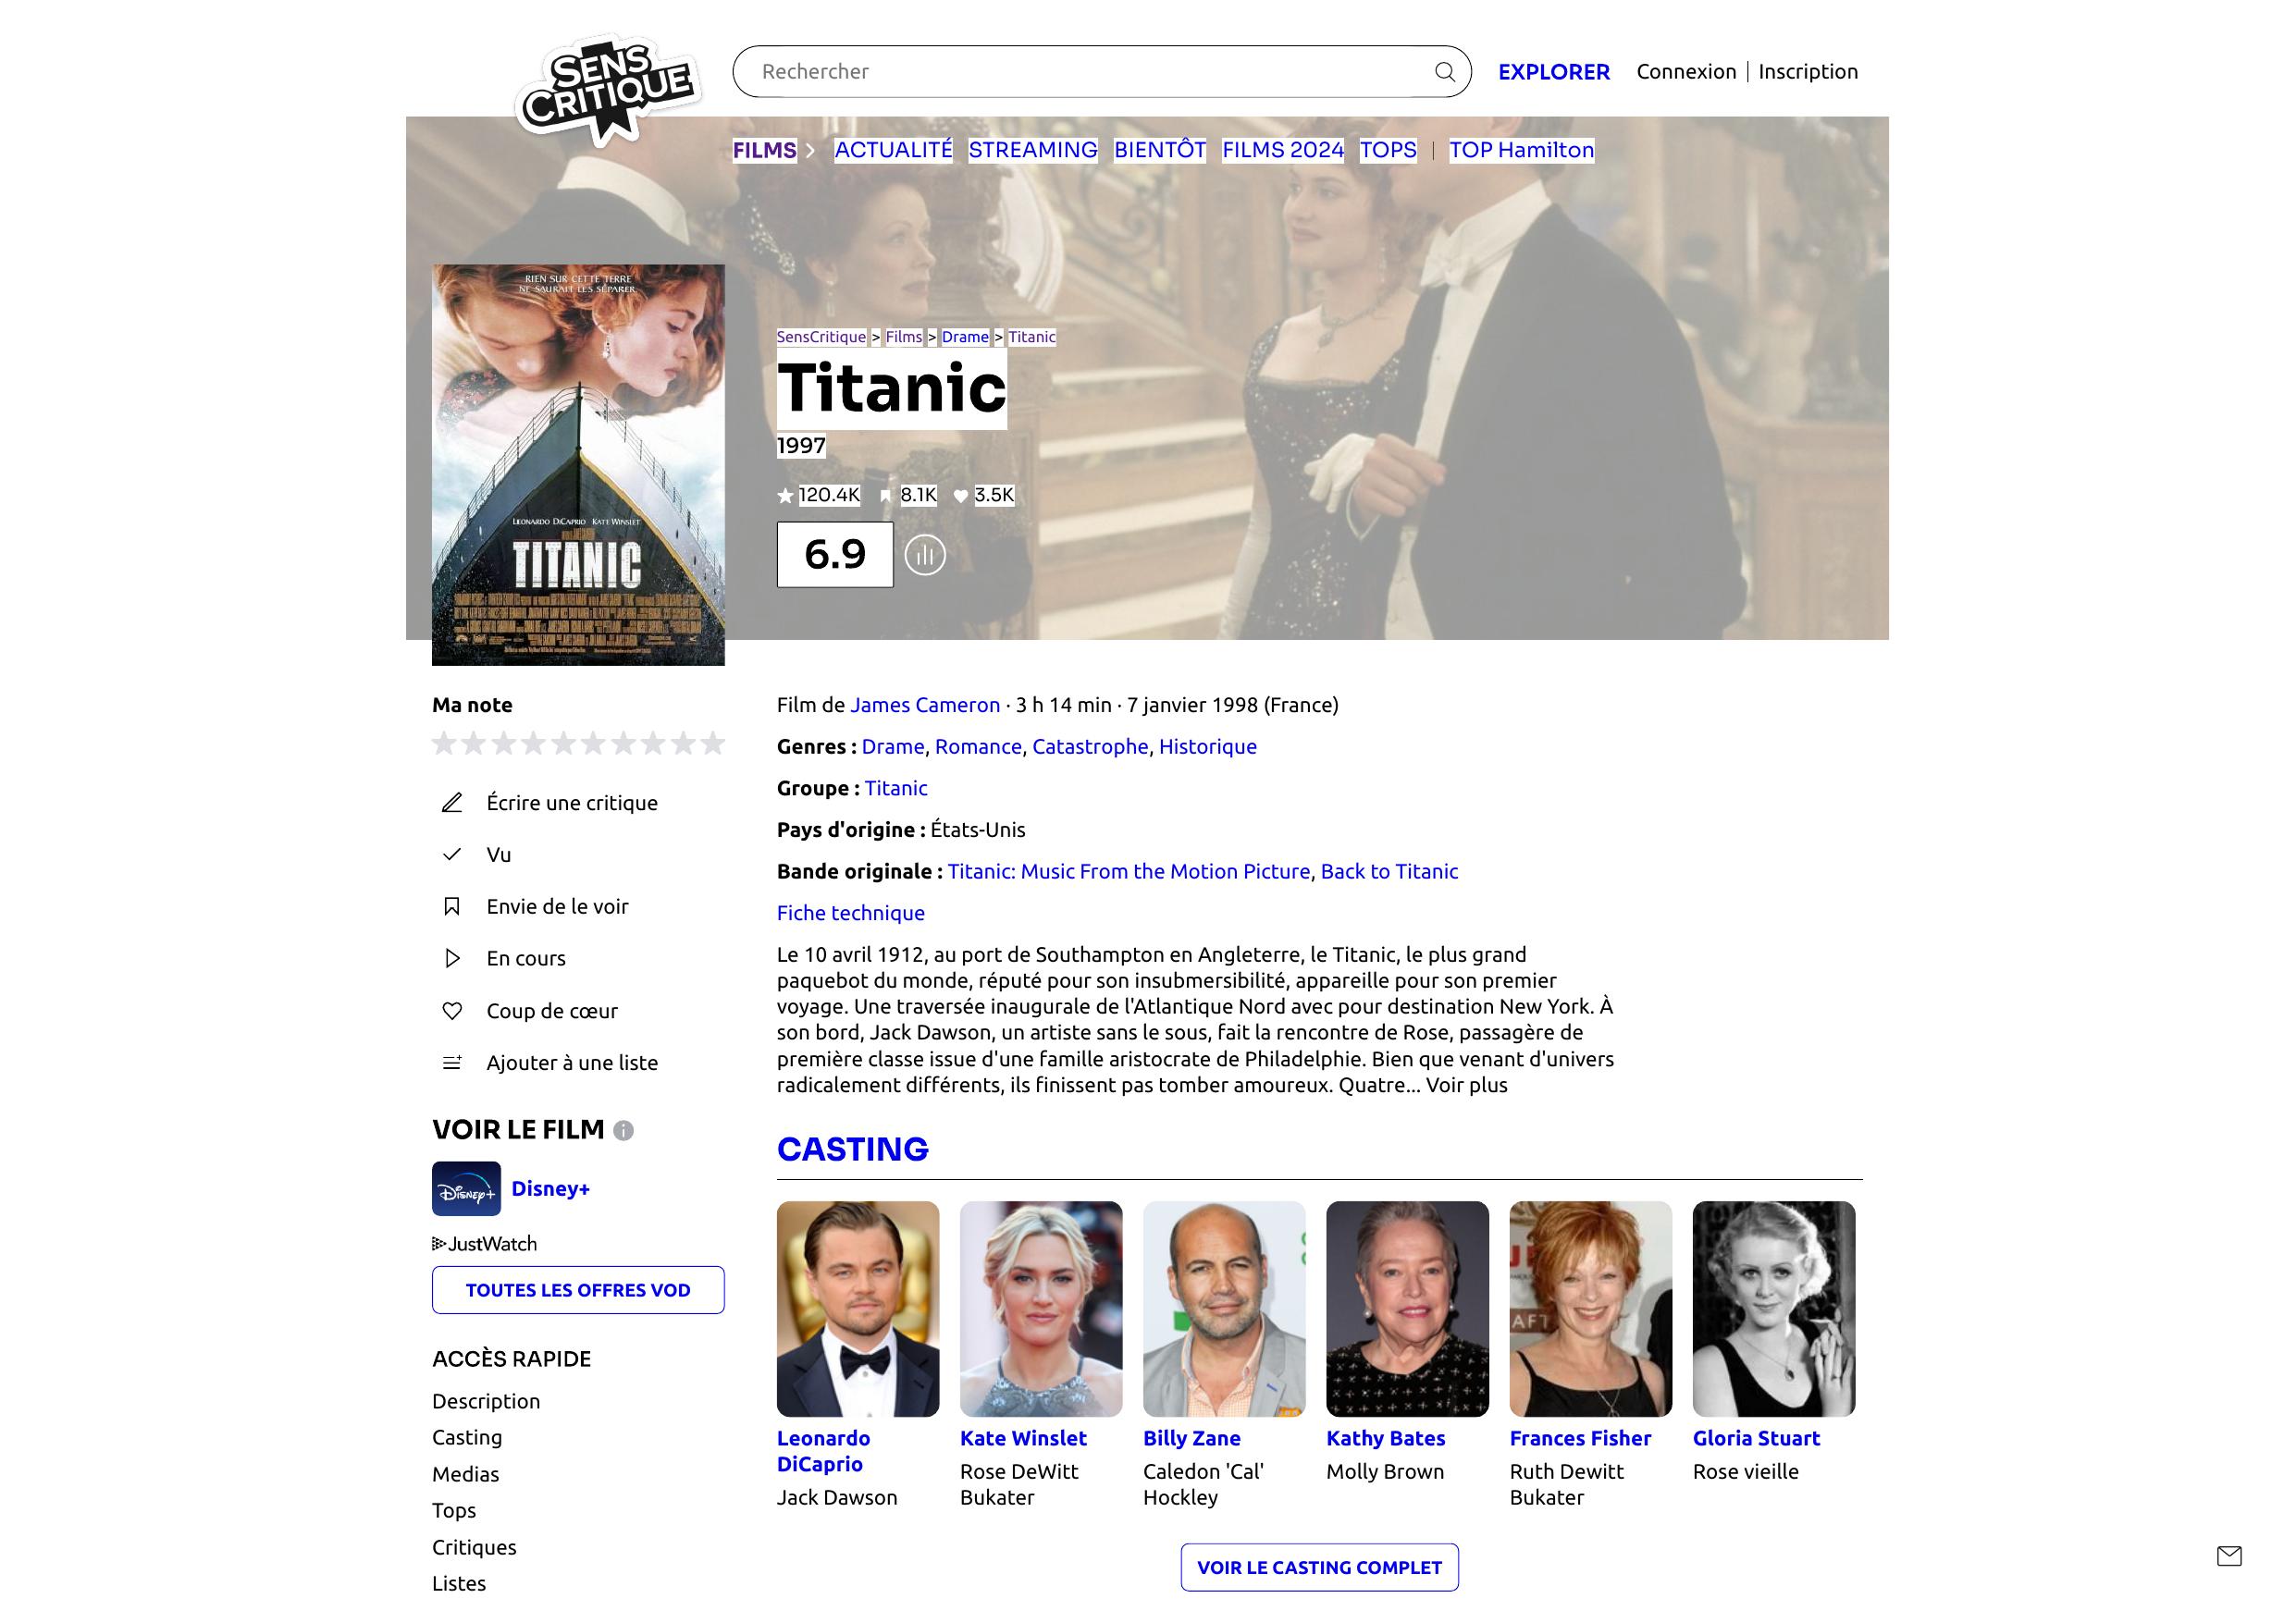 SENS
CRITIQUE
Rechercher
EXPLORER
Connexion | Inscription
FILMS ACTUALITÉ STREAMING BIENTÔT FILMS 2024 TOPS | TOP Hamilton
RIEN SUR CETTE TERRE
NE SAURAIT LES SÉPARER.
LEONARDO DICAPRIO KATE WINSLET
TITANIC
SensCritique > Films > Drame > Titanic
Titanic
1997
120.4K 8.1K 3.5K
6.9
Ma note
Écrire une critique
Vu
Envie de le voir
En cours
Coup de cœur
Ajouter à une liste
VOIR LE FILM
Disney+ Disney+
JustWatch
TOUTES LES OFFRES VOD
ACCÈS RAPIDE
Description
Casting
Medias
Tops
Critiques
Listes
Film de James Cameron · 3 h 14 min · 7 janvier 1998 (France)
Genres : Drame, Romance, Catastrophe, Historique
Groupe : Titanic
Pays d'origine : États-Unis
Bande originale : Titanic: Music From the Motion Picture, Back to Titanic
Fiche technique
Le 10 avril 1912, au port de Southampton en Angleterre, le Titanic, le plus grand
paquebot du monde, réputé pour son insubmersibilité, appareille pour son premier
voyage. Une traversée inaugurale de l'Atlantique Nord avec pour destination New York. À
son bord, Jack Dawson, un artiste sans le sous, fait la rencontre de Rose, passagère de
première classe issue d'une famille aristocrate de Philadelphie. Bien que venant d'univers
radicalement différents, ils finissent pas tomber amoureux. Quatre... Voir plus
CASTING
AFT
Leonardo
DiCaprio
Jack Dawson
Kate Winslet
Rose DeWitt
Bukater
Billy Zane
Caledon 'Cal'
Hockley
Kathy Bates
Molly Brown
Frances Fisher
Ruth Dewitt
Bukater
Gloria Stuart
Rose vieille
VOIR LE CASTING COMPLET